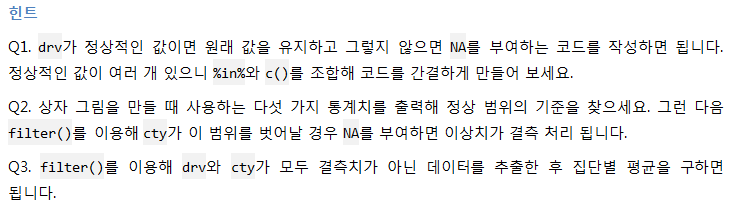 힌트
Q1. drv가 정상적인 값이면 원래 값을 유지하고 그렇지 않으면 NA를 부여하는 코드를 작성하면 됩니다.
정상적인 값이 여러 개 있으니 %in%와 c()를 조합해 코드를 간결하게 만들어 보세요.
Q2. 상자 그림을 만들 때 사용하는 다섯 가지 통계치를 출력해 정상 범위의 기준을 찾으세요. 그런 다음
filter()를 이용해 cty가 이 범위를 벗어날 경우 NA를 부여하면 이상치가 결측 처리 됩니다.
Q3. filter()를 이용해 drv와 cty가 모두 결측치가 아닌 데이터를 추출한 후 집단별 평균을 구하면
됩니다.